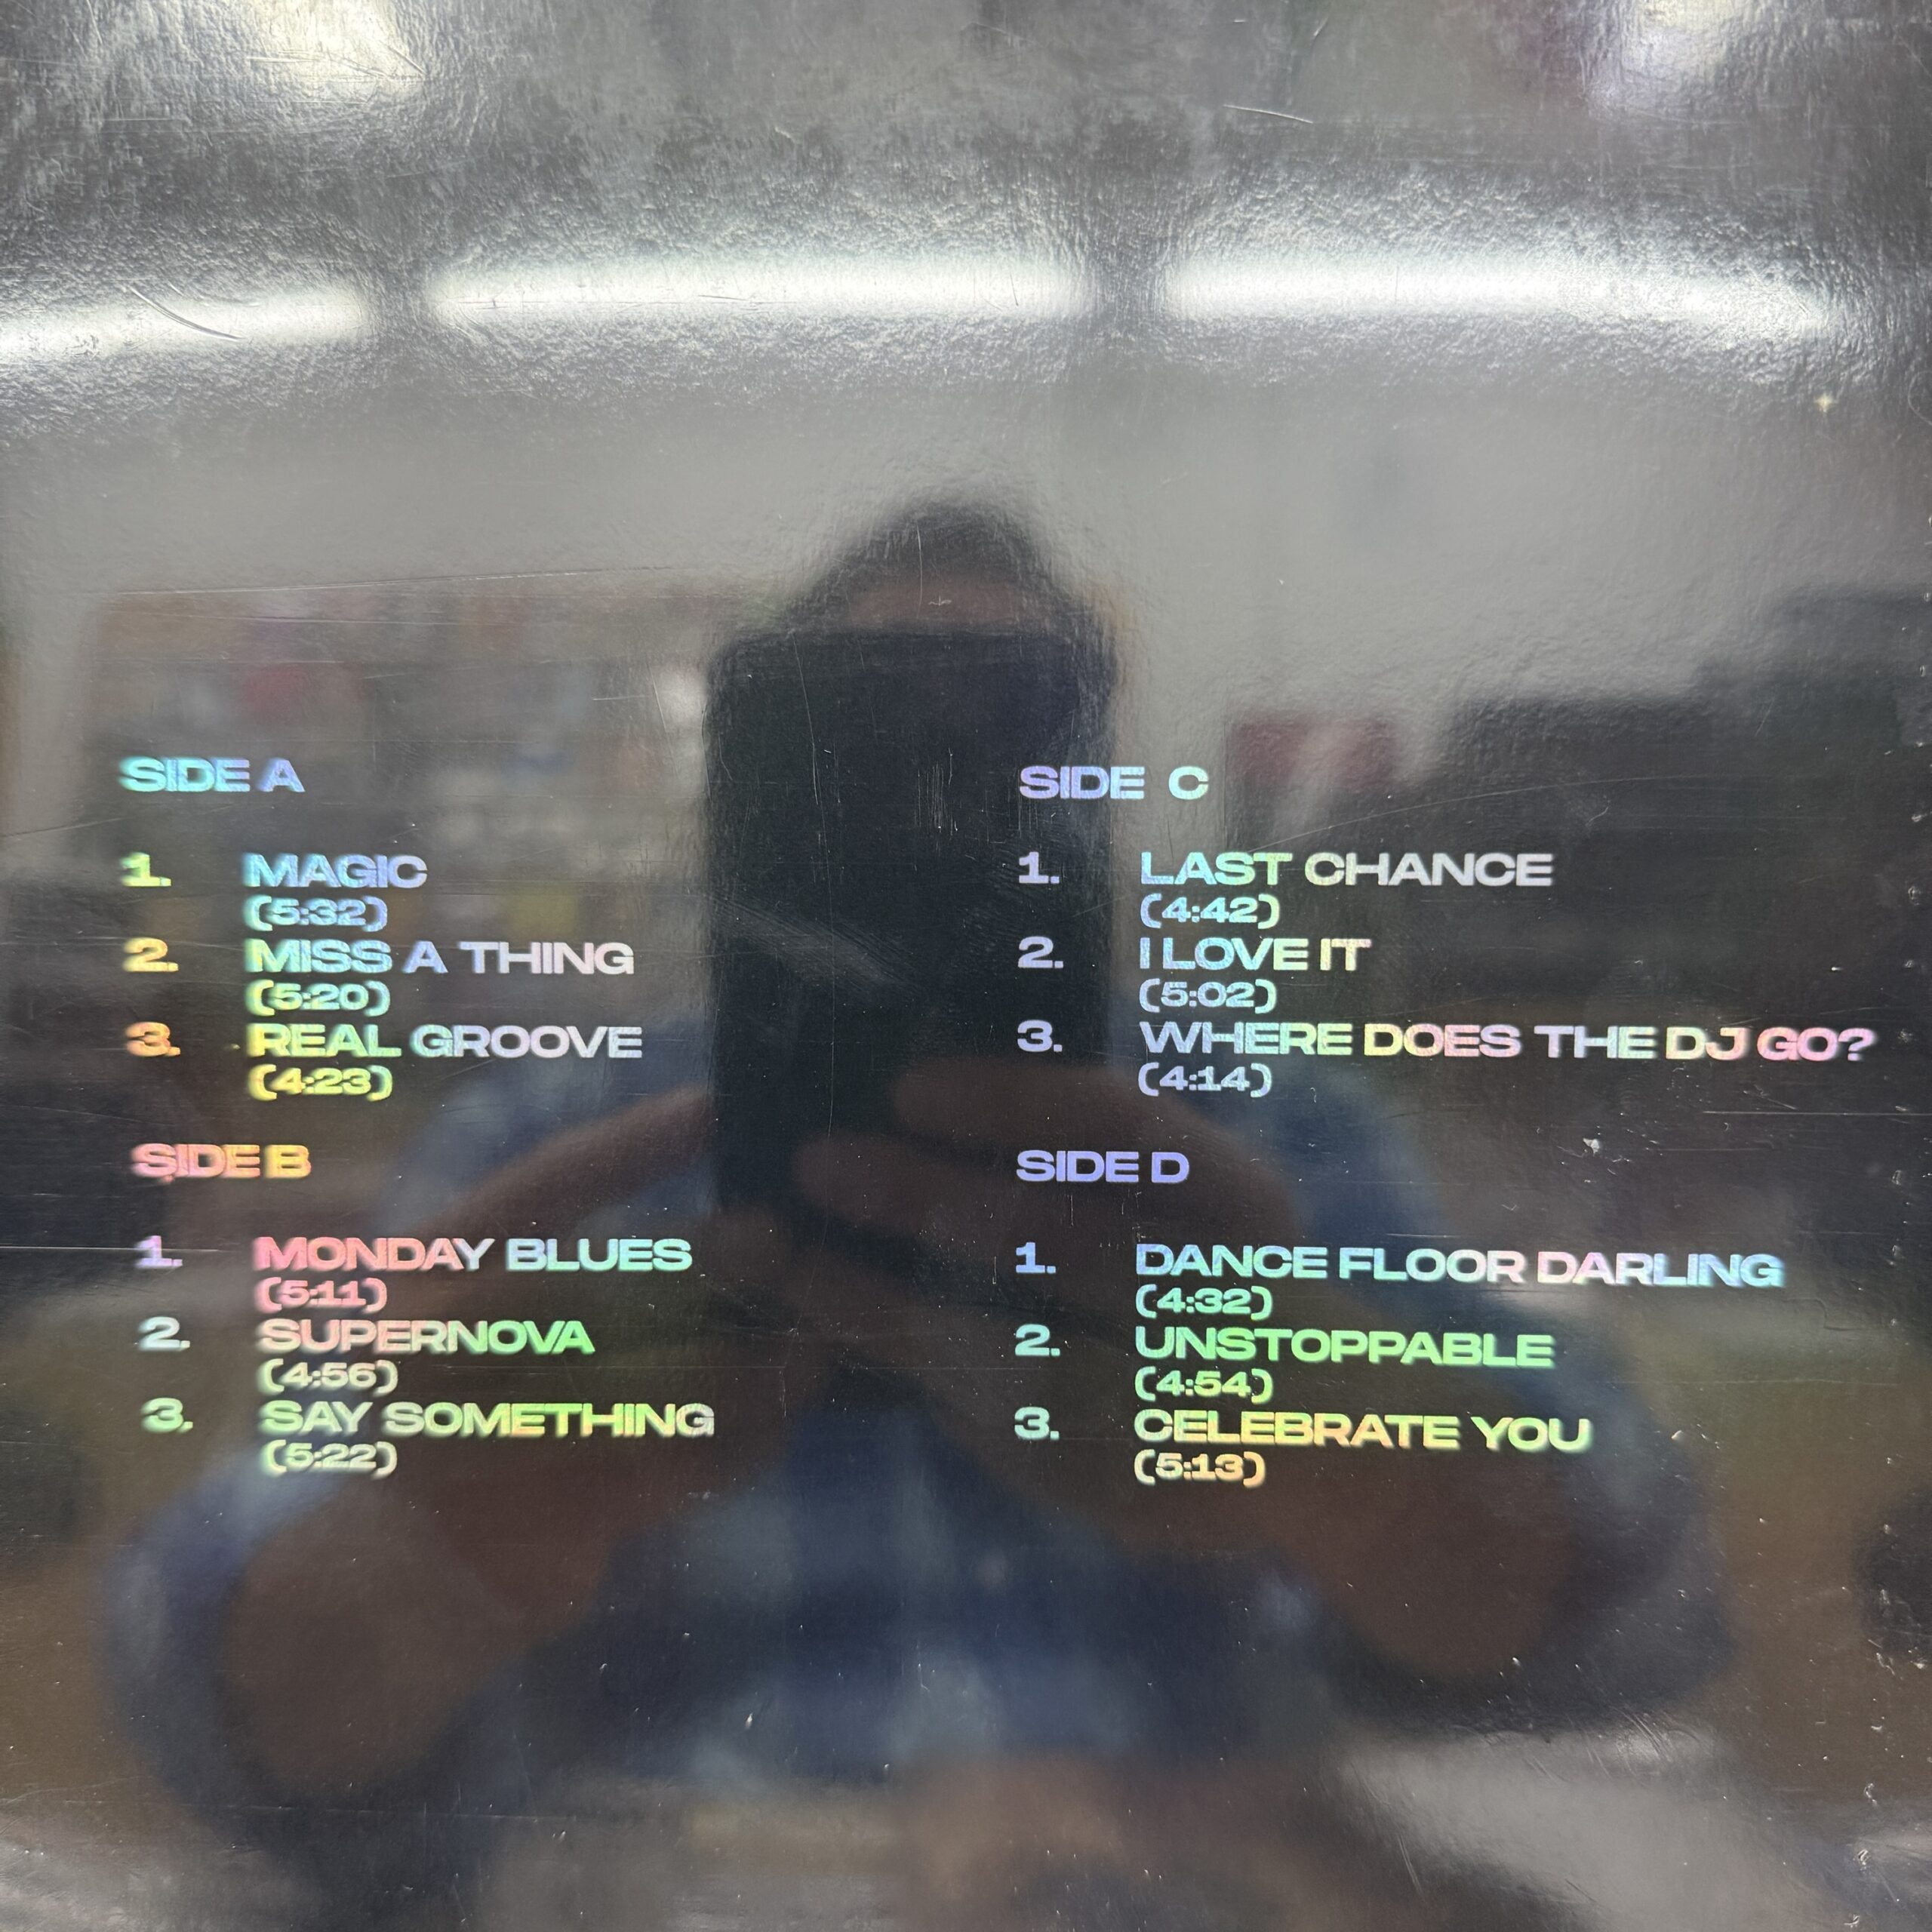 SIDE A
1. MAGIC
(5:32)
2. MISS A THING
(5:20)
3. REAL GROOVE
(4:23)
SIDE B
1. MONDAY BLUES
(5:11)
2. SUPERNOVA
(4:56)
3. SAY SOMETHING
(5:22)
SIDE C
1. LAST CHANCE
(4:42)
2. I LOVE IT
(5:02)
3. WHERE DOES THE DJ GO?
(4:14)
SIDE D
1. DANCE FLOOR DARLING
(4:32)
2. UNSTOPPABLE
(4:54)
3. CELEBRATE YOU
(5:13)